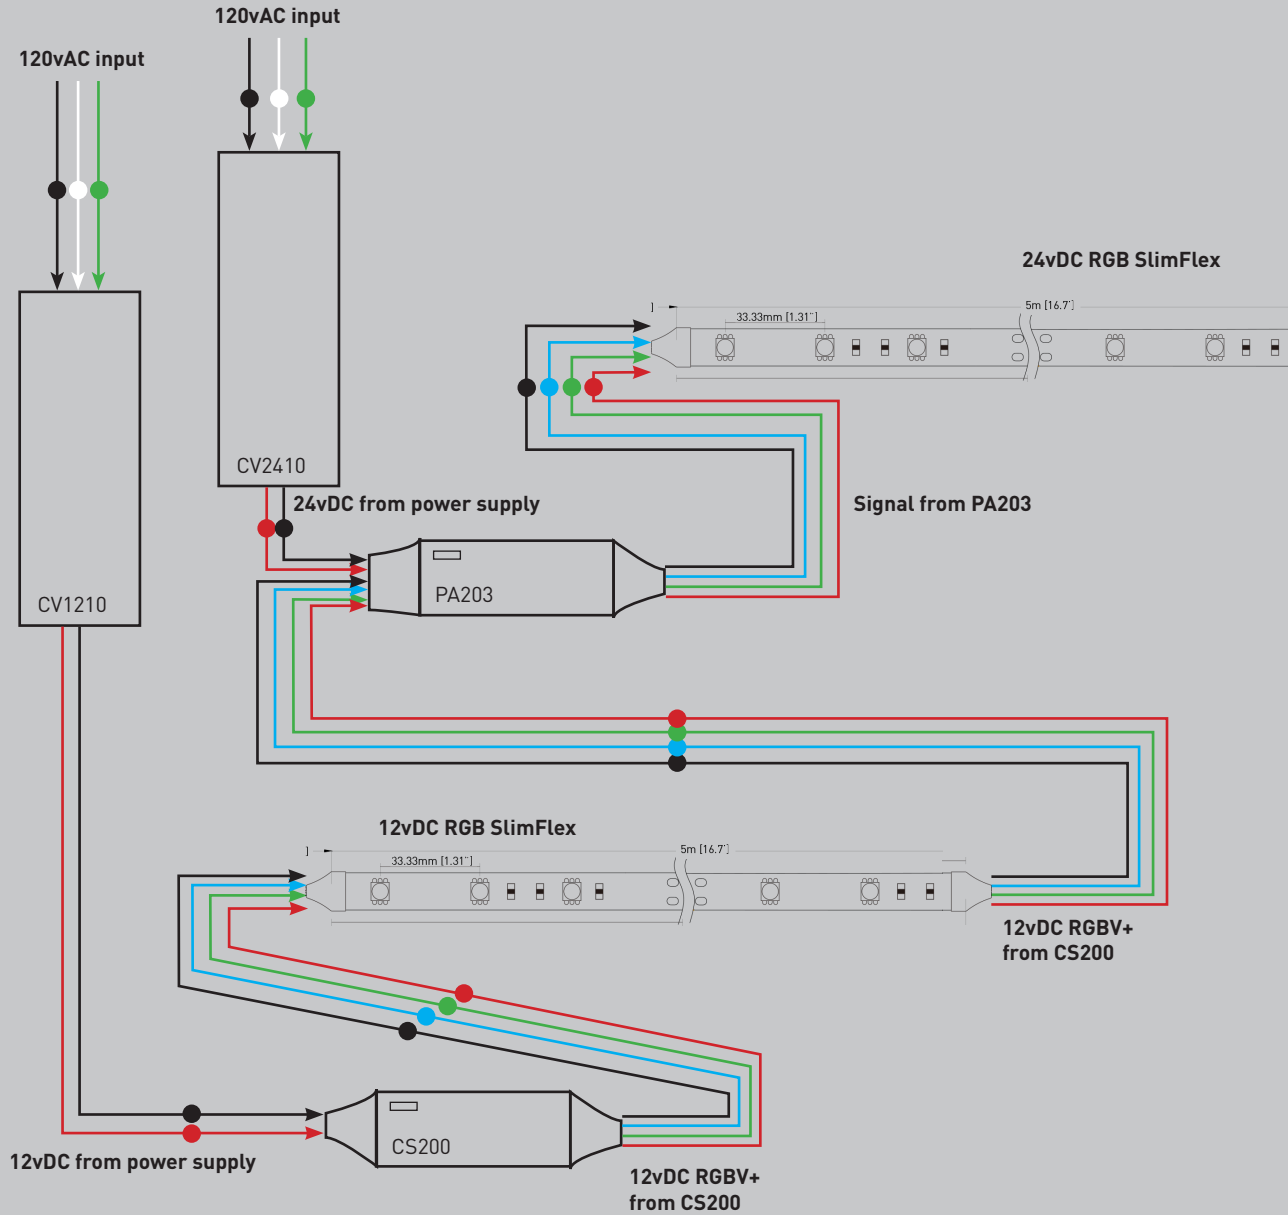 120vAC input
120vAC input
24vDC RGB SlimFlex
5m [16.7']
33.33mm [1.31"]
CV2410
24vDC from power supply
Signal from PA203
PA203
CV1210
12vDC RGB SlimFlex
5m [16.7']
33.33mm [1.31"]
12vDC RGBV+
from CS200
CS200
12vDC from power supply
12vDC RGBV+
from CS200